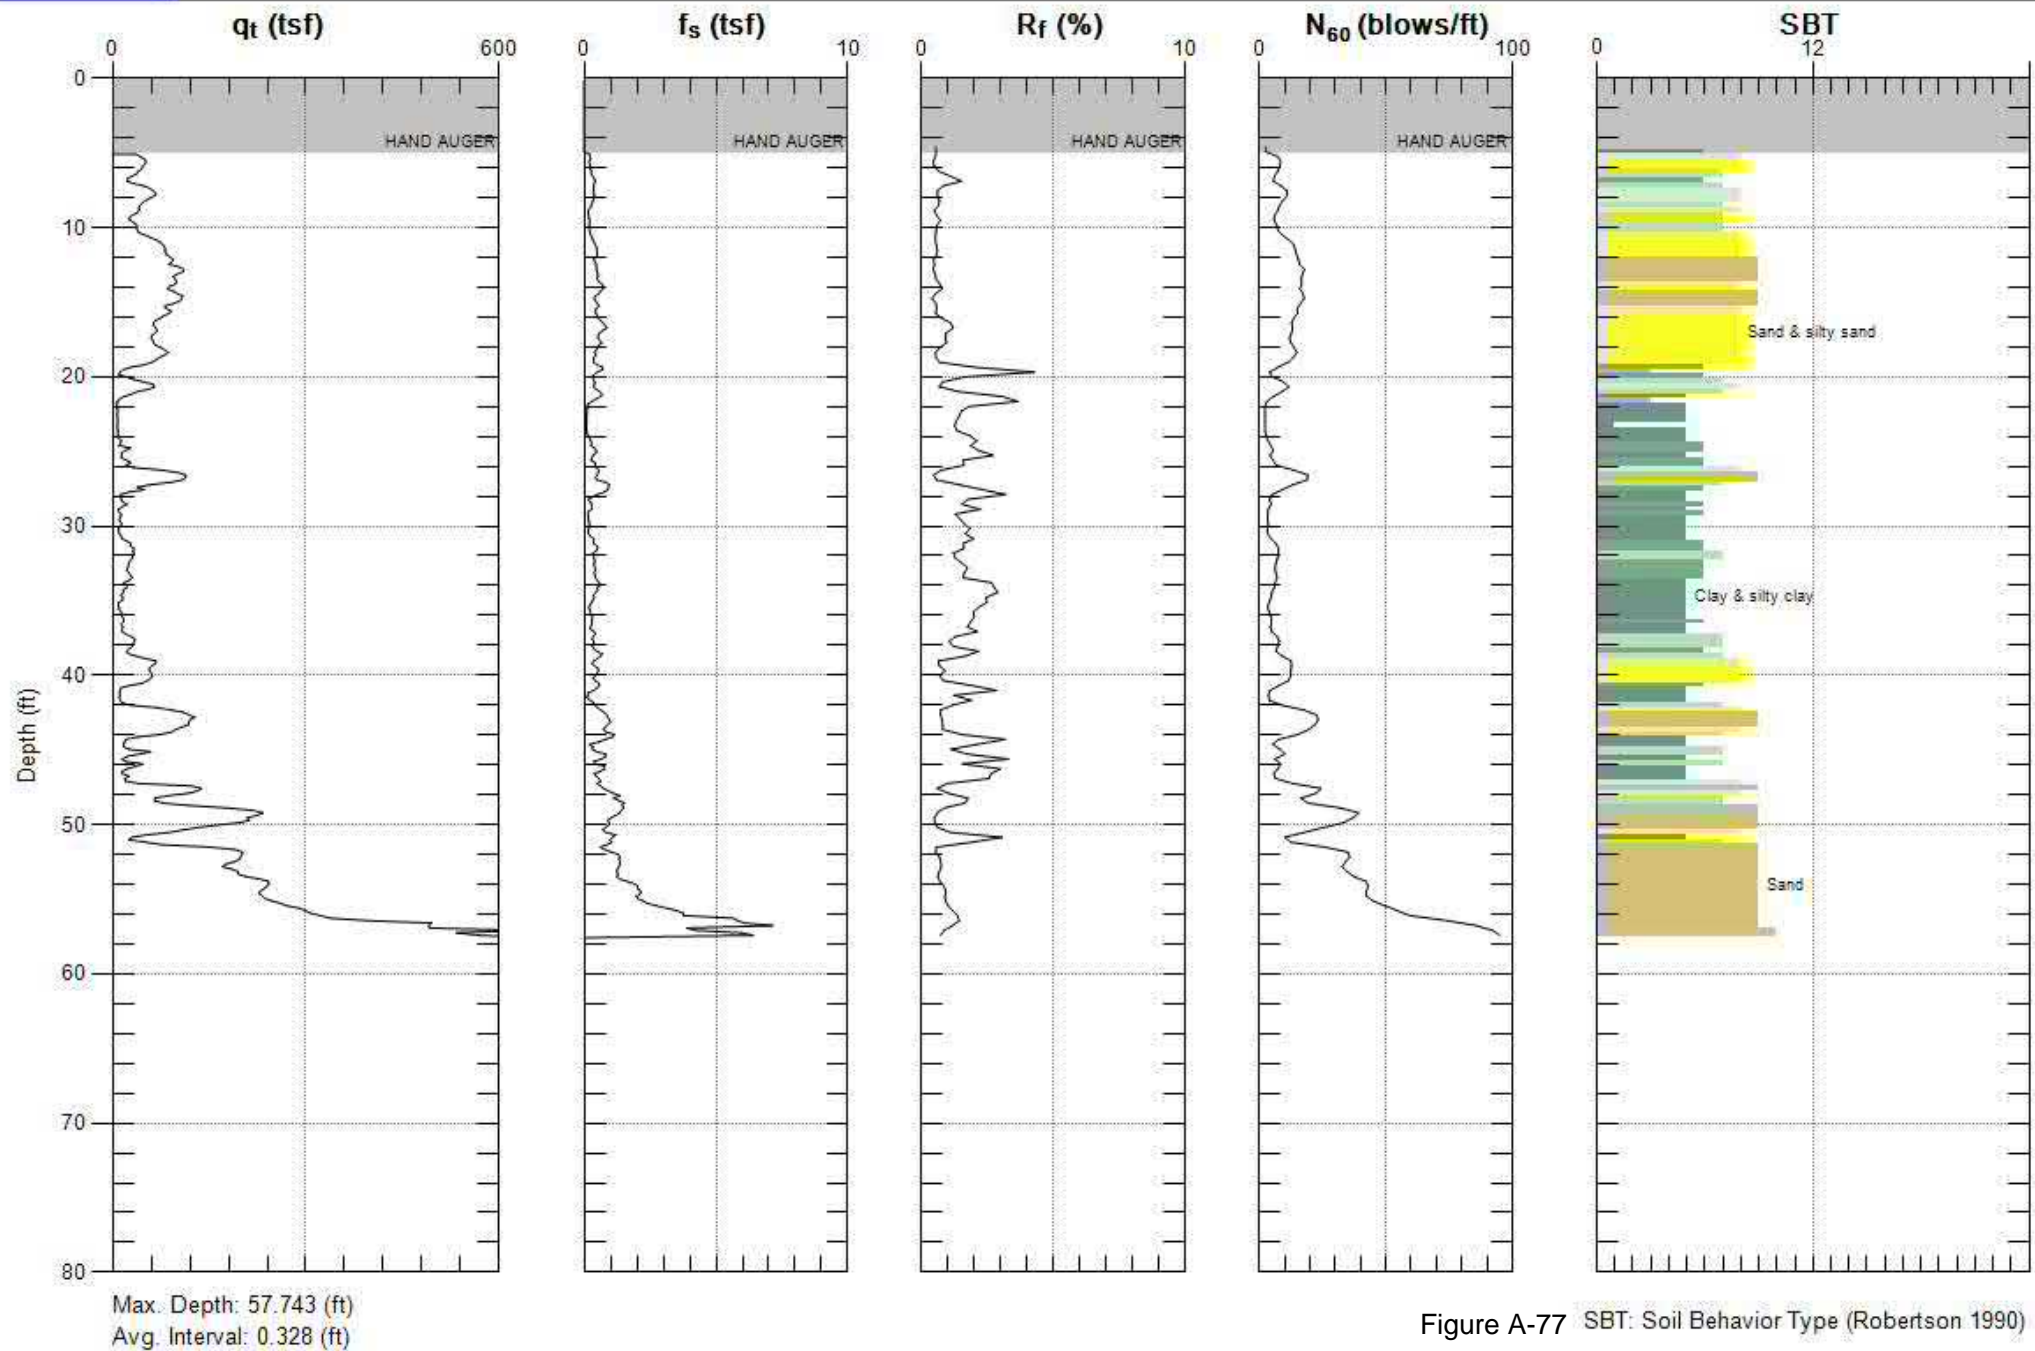 qt (tsf) fs (tsf) Rf (%) N60 (blows/ft) SBT
0 600 0 10 0 10 0 100 0 12
0
HAND AUGER HAND AUGER HAND AUGER HAND AUGER
10
Sand & silty sand
20
30
Clay & silty clay
40
Depth (ft)
50
Sand
60
70
80
Max. Depth: 57.743 (ft)
Avg. Interval: 0.328 (ft)
Figure A-77 SBT: Soil Behavior Type (Robertson 1990)